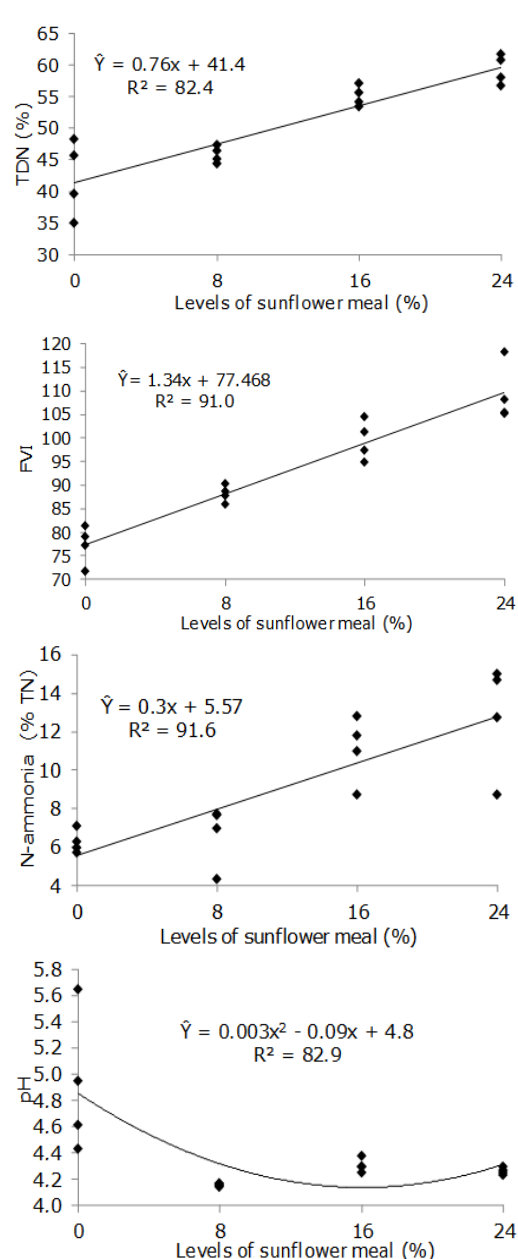 65
60
55
50
45
40
35
30
TDN (%)
Ŷ = 0.76x + 41.4
R² = 82.4
0 8 16 24
Levels of sunflower meal (%)
120
115
110
105
100
95
90
85
80
75
70
FVI
Ŷ= 1.34x + 77.468
R² = 91.0
0 8 16 24
Levels of sunflower meal (%)
16
14
12
10
8
6
4
N-ammonia (% TN)
Ŷ = 0.3x + 5.57
R² = 91.6
0 8 16 24
Levels of sunflower meal (%)
5.8
5.6
5.4
5.2
5.0
4.8
4.6
4.4
4.2
4.0
pH
Ŷ = 0.003x² - 0.09x + 4.8
R² = 82.9
0 8 16 24
Levels of sunflower meal (%)